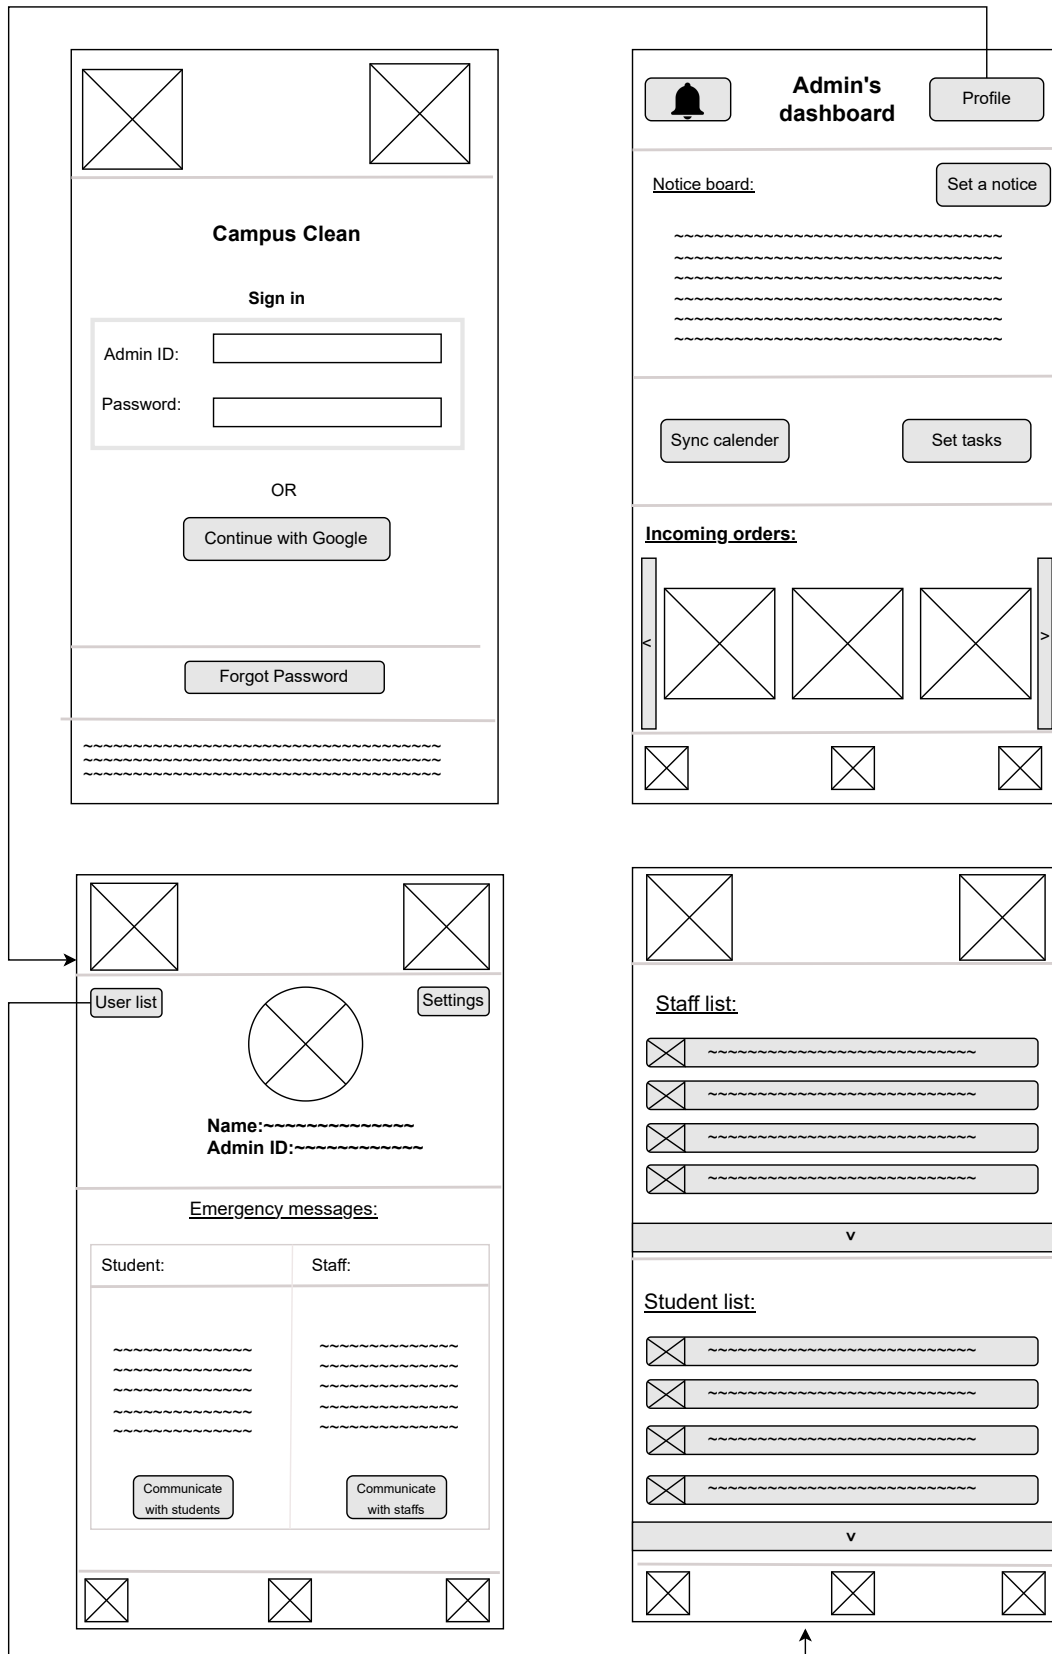 Campus Clean
Sign in
Admin ID:
Password:
OR
Continue with Google
Forgot Password
Admin's
dashboard
Profile
Notice board:
Set a notice
Sync calender
Set tasks
Incoming orders:
<
>
User list
Settings
Name:~~~~~~~~~~~~~~
Admin ID:~~~~~~~~~~~~
Emergency messages:
Student:
Staff:
Communicate
with students
Communicate
with staffs
Staff list:
v
Student list:
v